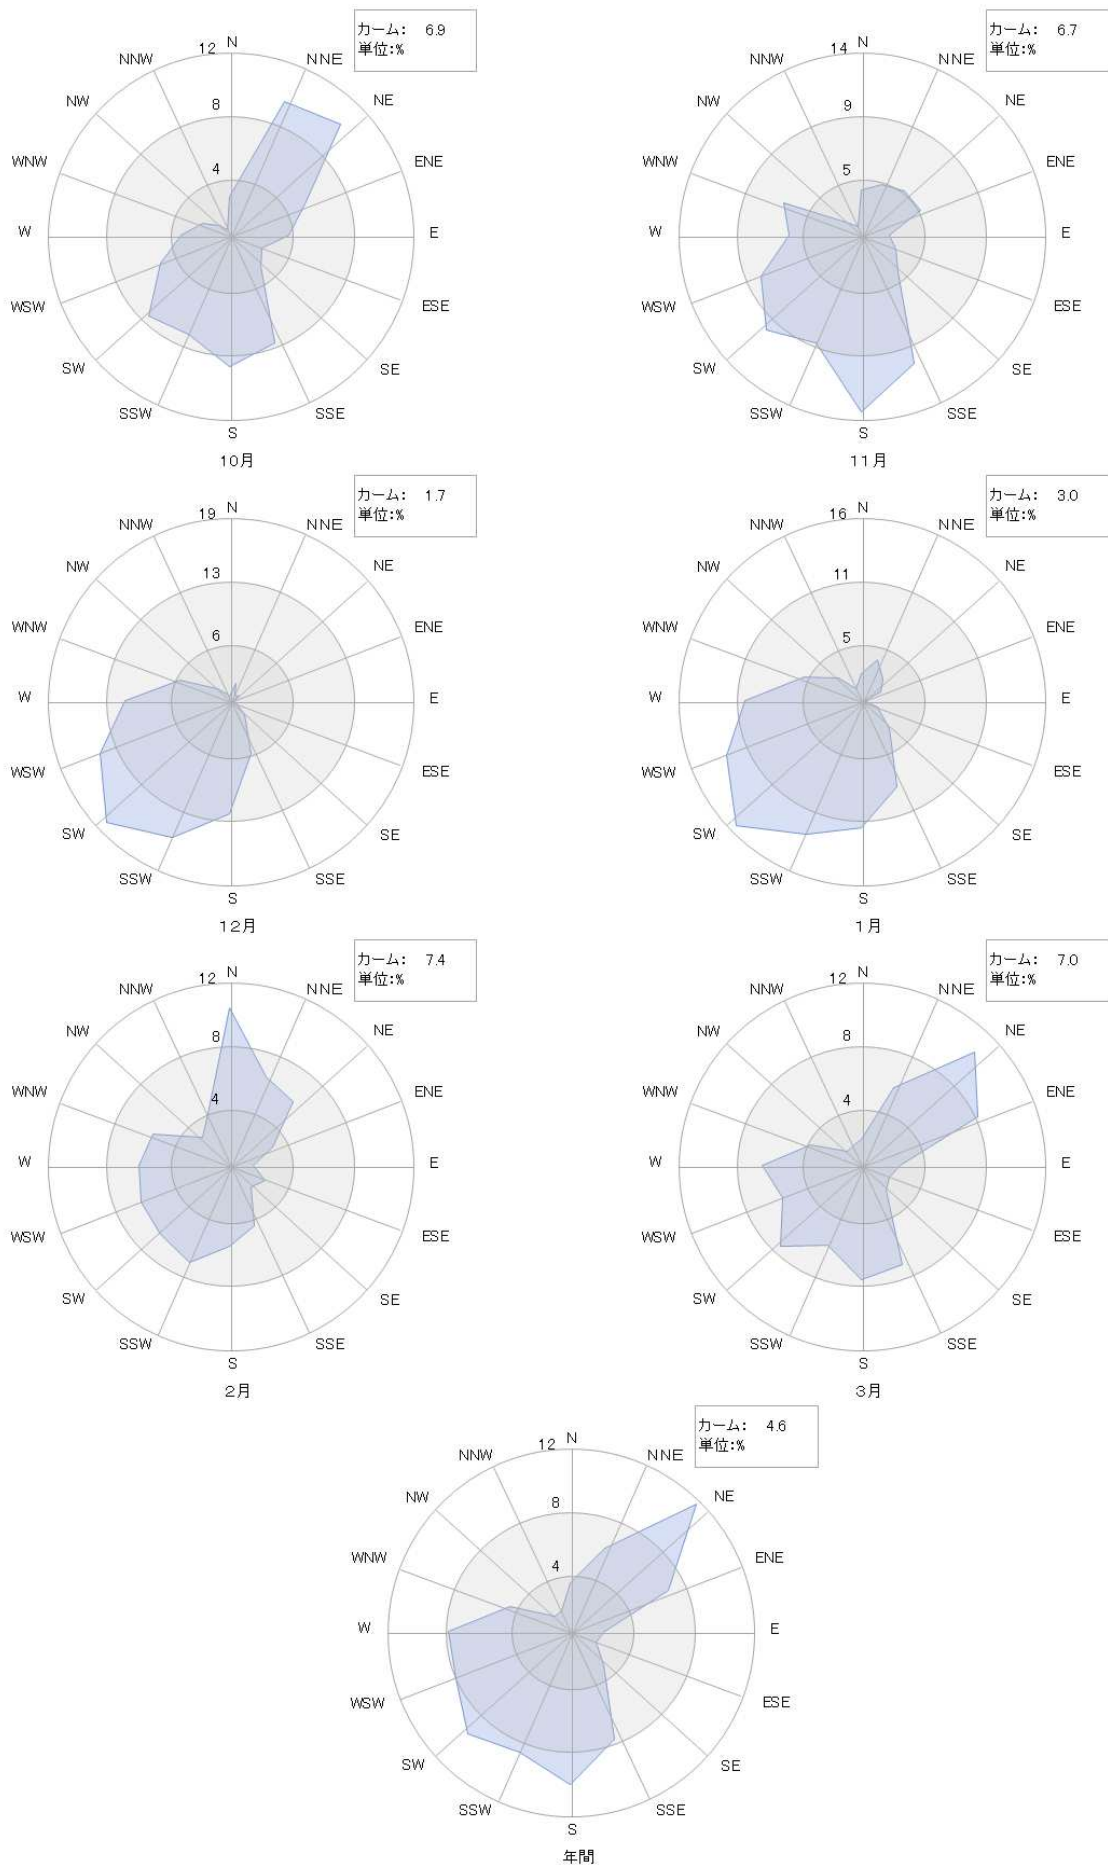 カーム: 6.9
単位:%
12
N
NNE
NE
ENE
E
ESE
SE
SSE
S
SSW
SW
WSW
W
WNW
NW
NNW
8
4
10月
カーム: 6.7
単位:%
14
N
NNE
NE
ENE
E
ESE
SE
SSE
S
SSW
SW
WSW
W
WNW
NW
NNW
9
5
11月
カーム: 1.7
単位:%
19
N
NNE
NE
ENE
E
ESE
SE
SSE
S
SSW
SW
WSW
W
WNW
NW
NNW
13
6
12月
カーム: 3.0
単位:%
16
N
NNE
NE
ENE
E
ESE
SE
SSE
S
SSW
SW
WSW
W
WNW
NW
NNW
11
5
1月
カーム: 7.4
単位:%
12
N
NNE
NE
ENE
E
ESE
SE
SSE
S
SSW
SW
WSW
W
WNW
NW
NNW
8
4
2月
カーム: 7.0
単位:%
12
N
NNE
NE
ENE
E
ESE
SE
SSE
S
SSW
SW
WSW
W
WNW
NW
NNW
8
4
3月
カーム: 4.6
単位:%
12
N
NNE
NE
ENE
E
ESE
SE
SSE
S
SSW
SW
WSW
W
WNW
NW
NNW
8
4
年間